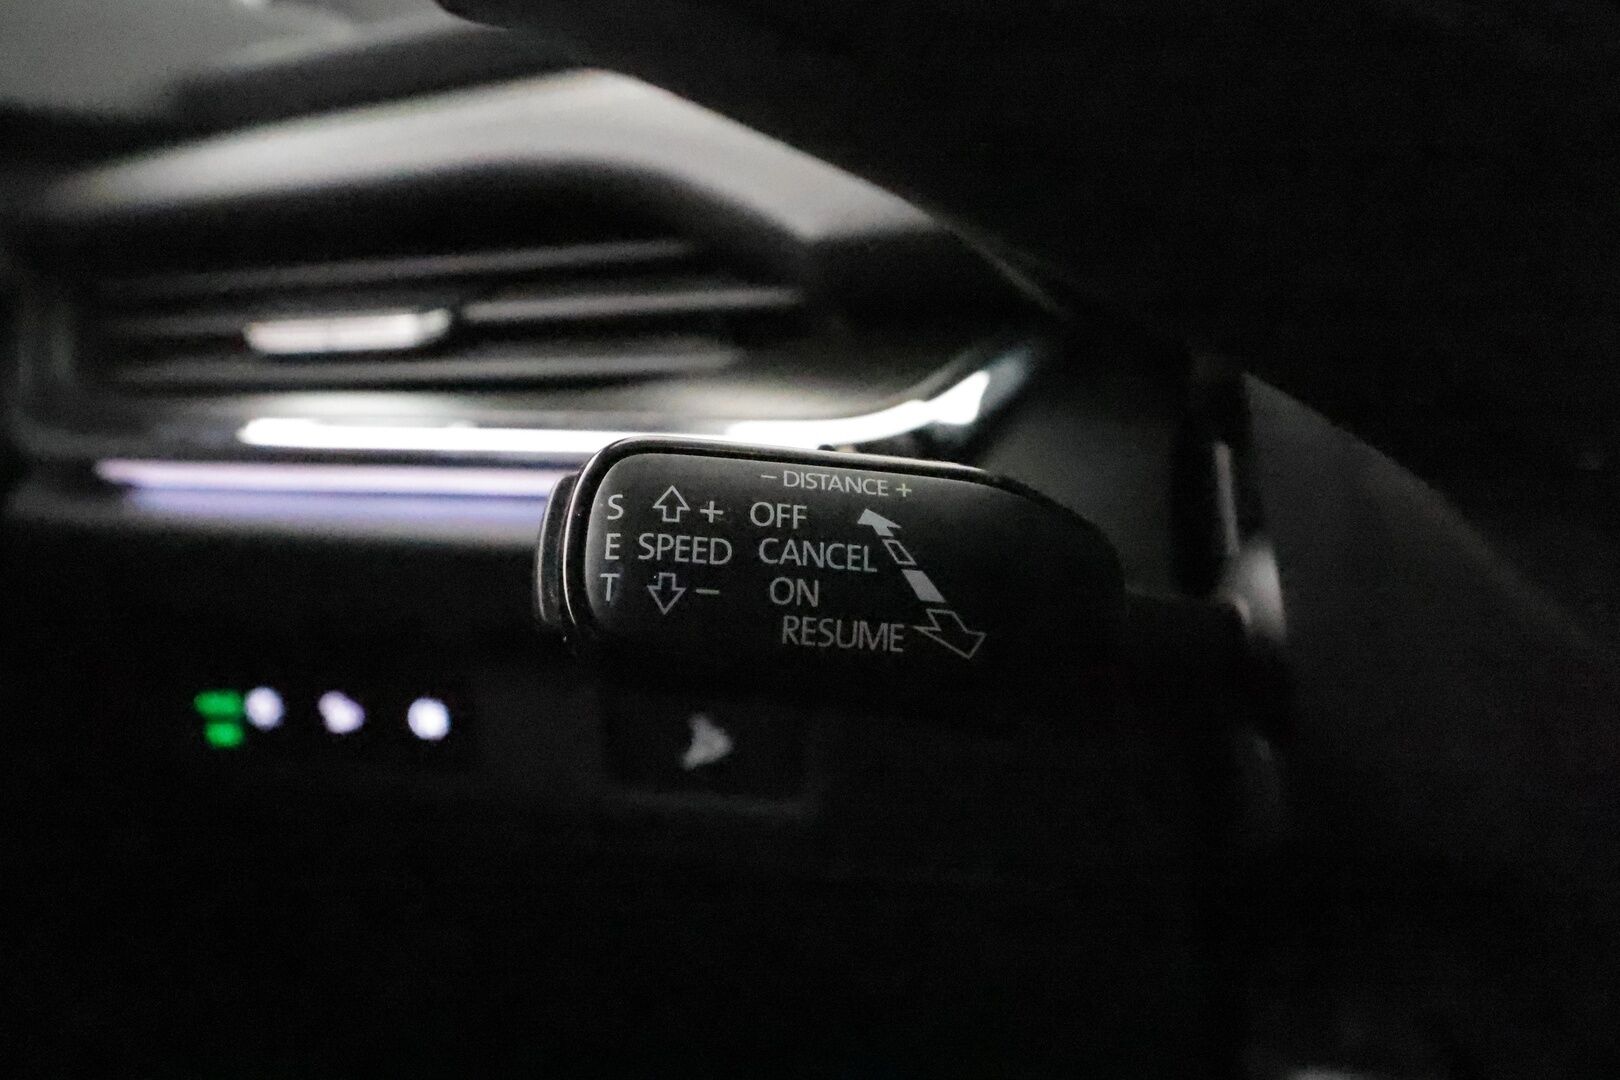 - DISTANCE +
S + OFF
E SPEED CANCEL
T - ON
RESUME